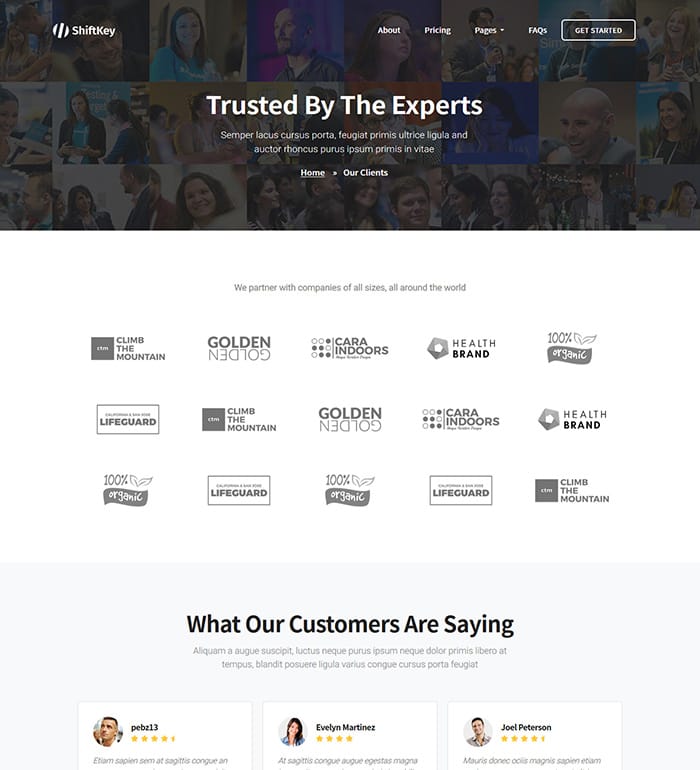 ShiftKey
About
Pricing
Pages
FAQs
GET STARTED
Trusted By The Experts
Semper lacus cursus porta, feugiat primis ultrice ligula and
auctor rhoncus purus ipsum primis in vitae
Home » Our Clients
We partner with companies of all sizes, all around the world
ctm
CLIMB
THE
MOUNTAIN
GOLDEN
GOLDEN
CARA
INDOORS
HEALTH
BRAND
100%
organic
CALIFORNIA & SAN JOSE
LIFEGUARD
ctm
CLIMB
THE
MOUNTAIN
GOLDEN
GOLDEN
CARA
INDOORS
HEALTH
BRAND
100%
organic
CALIFORNIA & SAN JOSE
LIFEGUARD
100%
organic
CALIFORNIA & SAN JOSE
LIFEGUARD
ctm
CLIMB
THE
MOUNTAIN
What Our Customers Are Saying
Aliquam a augue suscipit, luctus neque purus ipsum neque dolor primis libero at
tempus, blandit posuere ligula varius congue cursus porta feugiat
pebz13
Etiam sapien sem at sagittis congue an
Evelyn Martinez
At sagittis congue augue egestas magna
Joel Peterson
Mauris donec ociis magnis sapien etiam